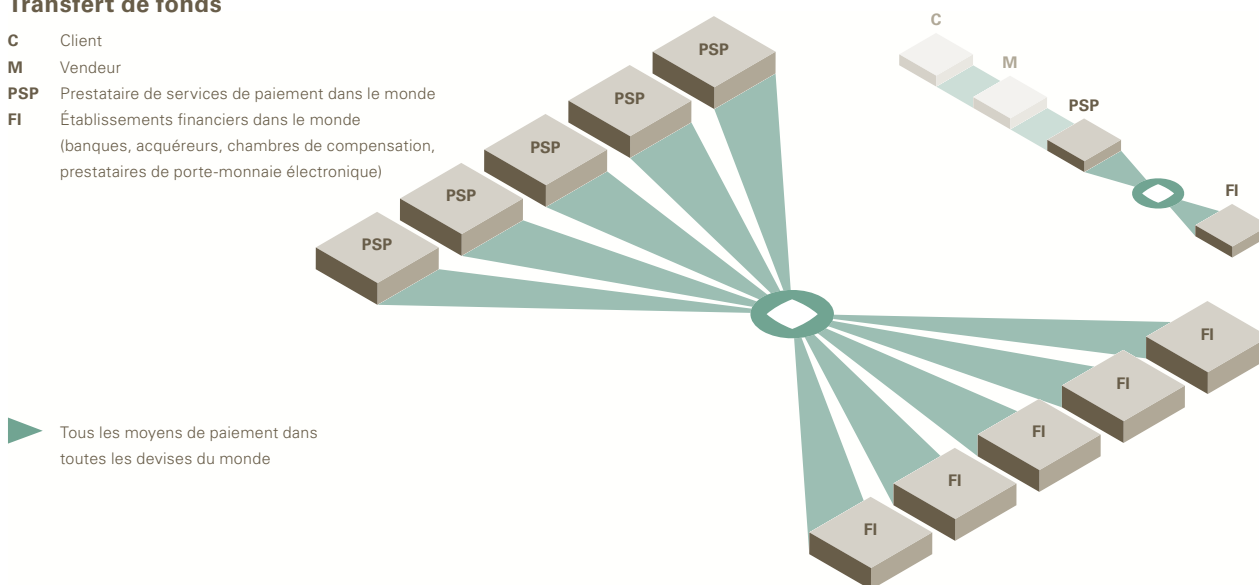 Transfert de fonds
C Client
M Vendeur
PSP Prestataire de services de paiement dans le monde
FI Établissements financiers dans le monde
(banques, acquéreurs, chambres de compensation,
prestataires de porte-monnaie électronique)
PSP
PSP
PSP
PSP
PSP
C
M
PSP
FI
FI
FI
FI
FI
FI
Tous les moyens de paiement dans
toutes les devises du monde